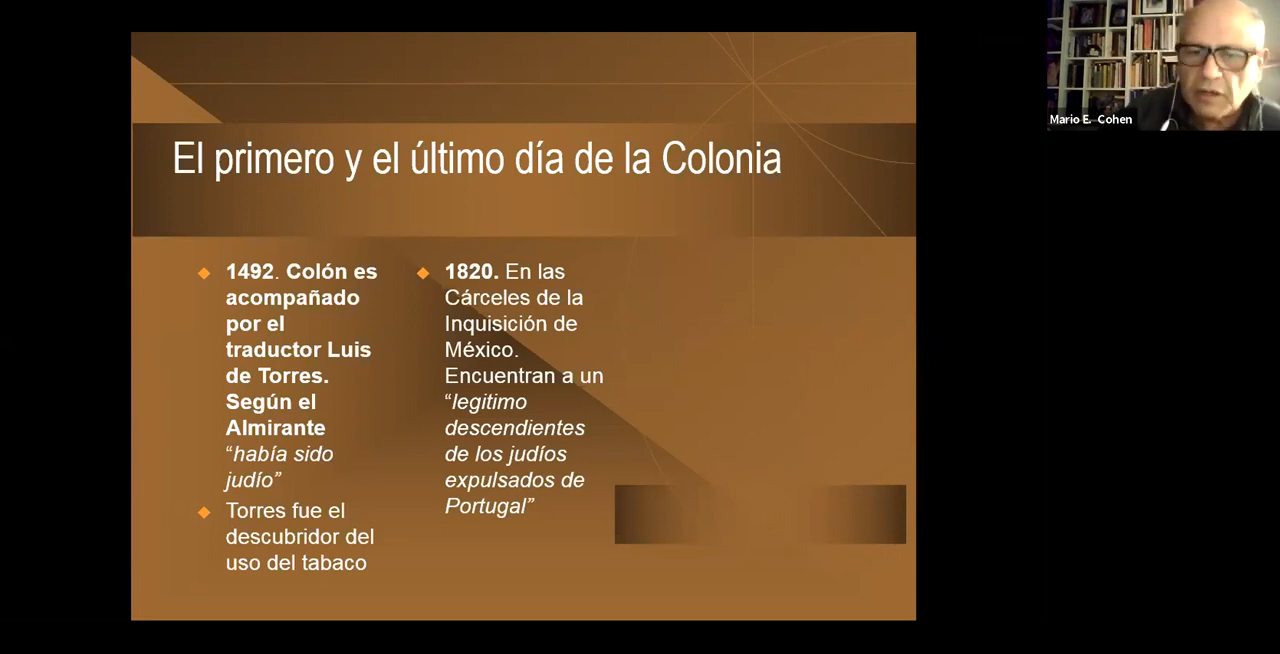 El primero y el último día de la Colonia
1492. Colón es
acompañado
por el
traductor Luis
de Torres.
Según el
Almirante
“había sido
judío”
Torres fue el
descubridor del
uso del tabaco
1820. En las
Cárceles de la
Inquisición de
México.
Encuentran a un
“legitimo
descendientes
de los judíos
expulsados de
Portugal”
Mario E. Cohen